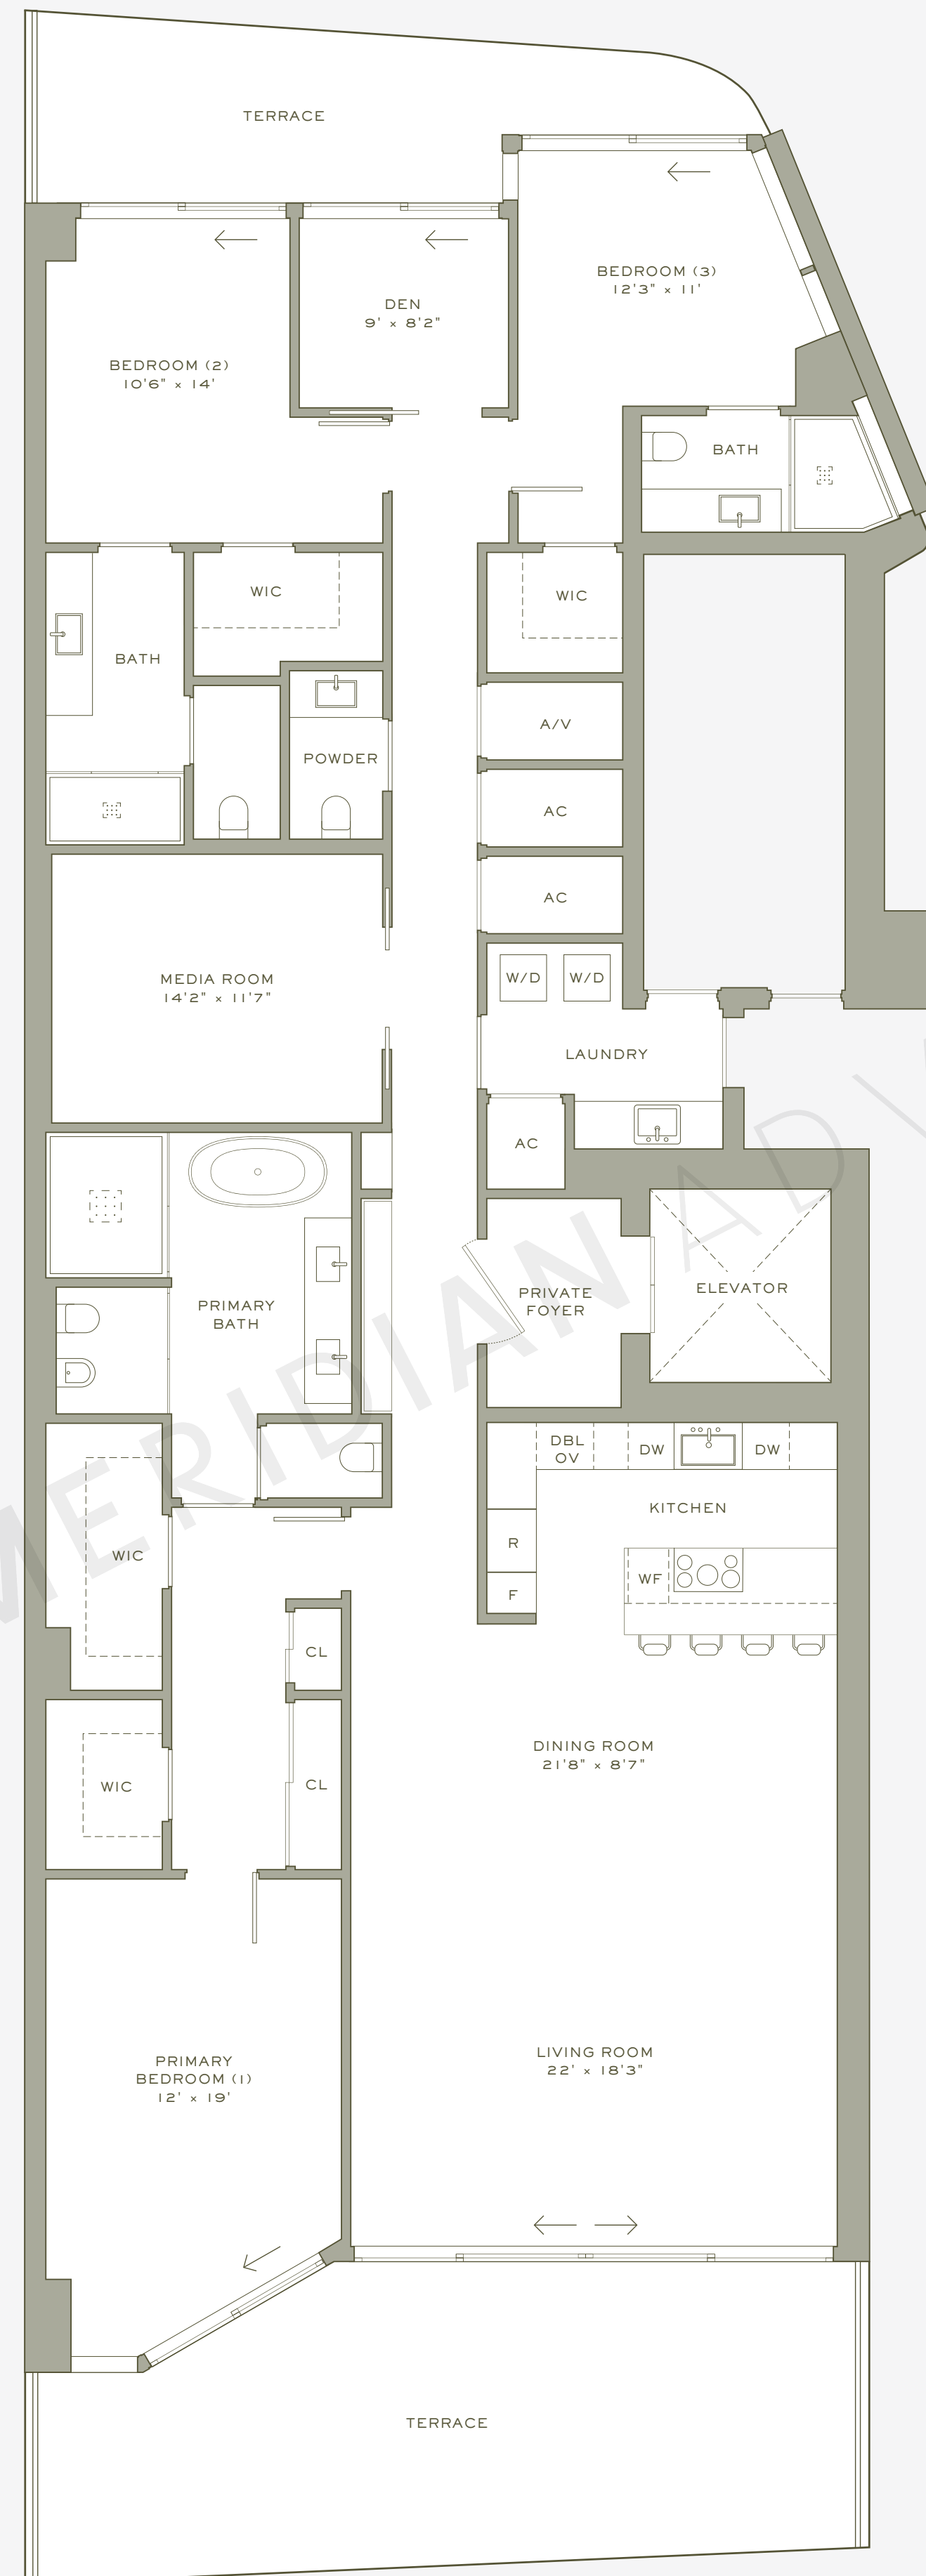 TERRACE
BEDROOM (3)
12'3" × 11'
DEN
9' × 8'2"
BEDROOM (2)
10'6" × 14'
BATH
WIC
WIC
BATH
A/V
POWDER
AC
AC
MEDIA ROOM
14'2" × 11'7"
W/D
W/D
LAUNDRY
AC
ELEVATOR
PRIVATE
FOYER
PRIMARY
BATH
MERIDIAN ADV
DBL
OV
DW
DW
KITCHEN
R
WIC
WF
F
CL
DINING ROOM
21'8" × 8'7"
CL
WIC
LIVING ROOM
22' × 18'3"
PRIMARY
BEDROOM (1)
12' × 19'
TERRACE